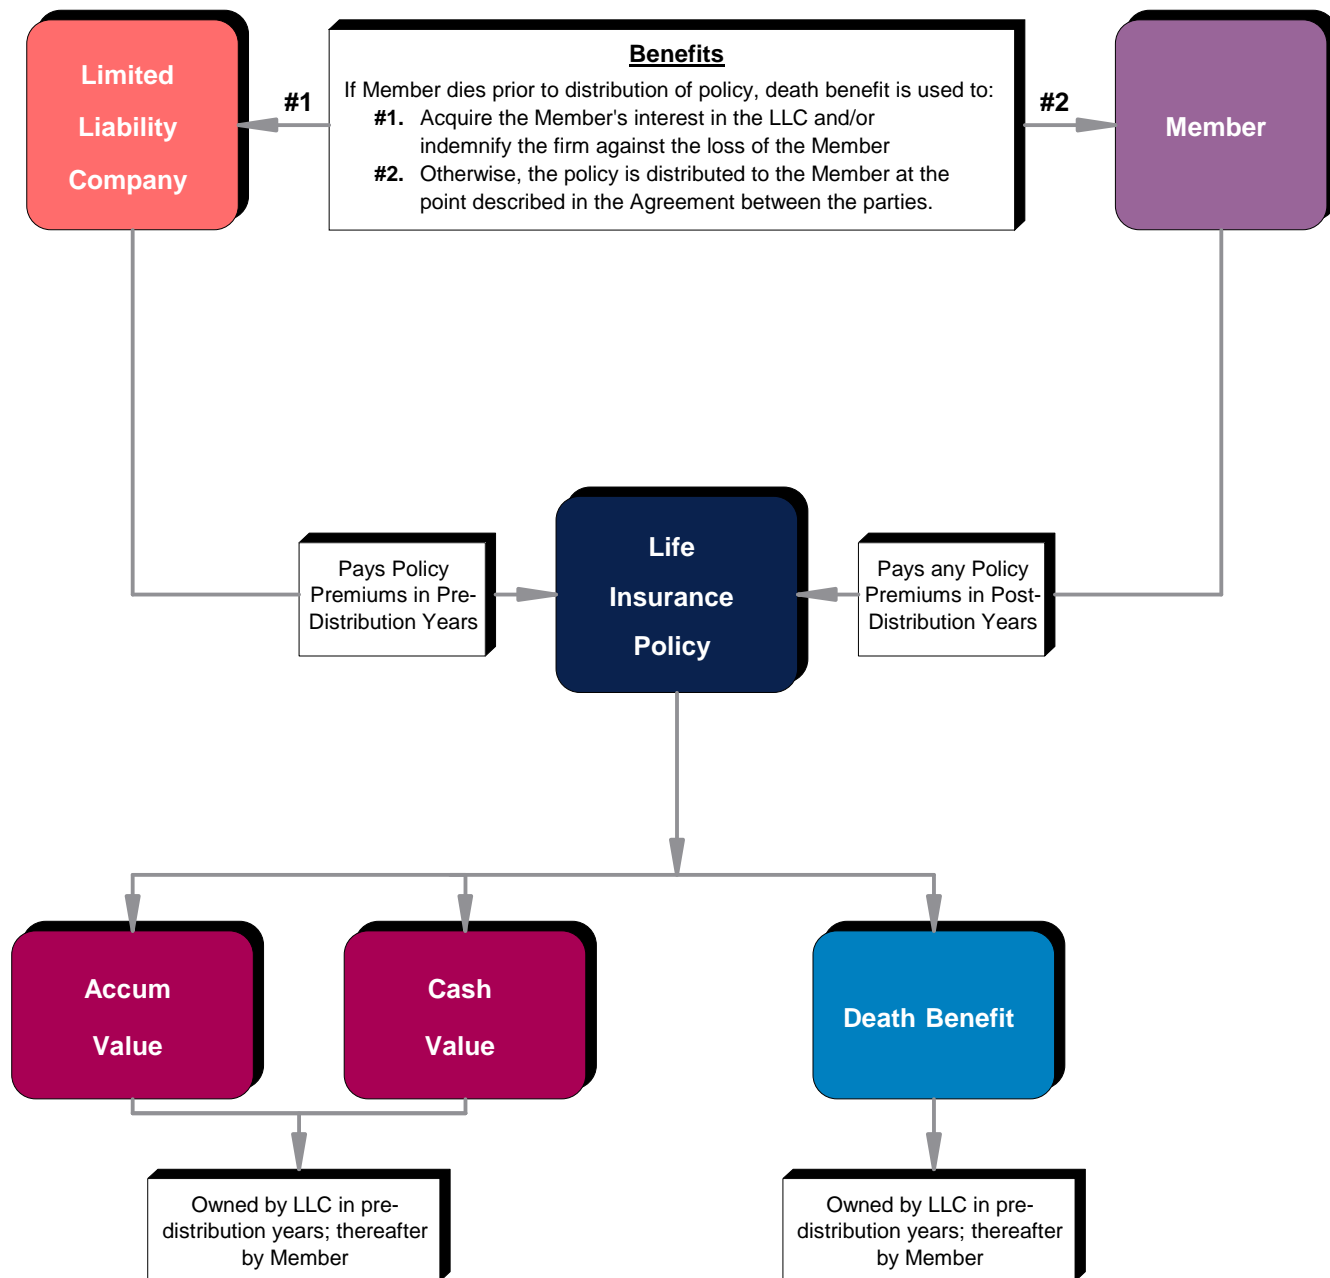 Limited
Liability
Company
#1
Benefits
If Member dies prior to distribution of policy, death benefit is used to:
#1. Acquire the Member's interest in the LLC and/or
indemnify the firm against the loss of the Member
#2. Otherwise, the policy is distributed to the Member at the
point described in the Agreement between the parties.
#2
Member
Pays Policy
Premiums in Pre-
Distribution Years
Life
Insurance
Policy
Pays any Policy
Premiums in Post-
Distribution Years
Accum
Value
Cash
Value
Death Benefit
Owned by LLC in pre-
distribution years; thereafter
by Member
Owned by LLC in pre-
distribution years; thereafter
by Member